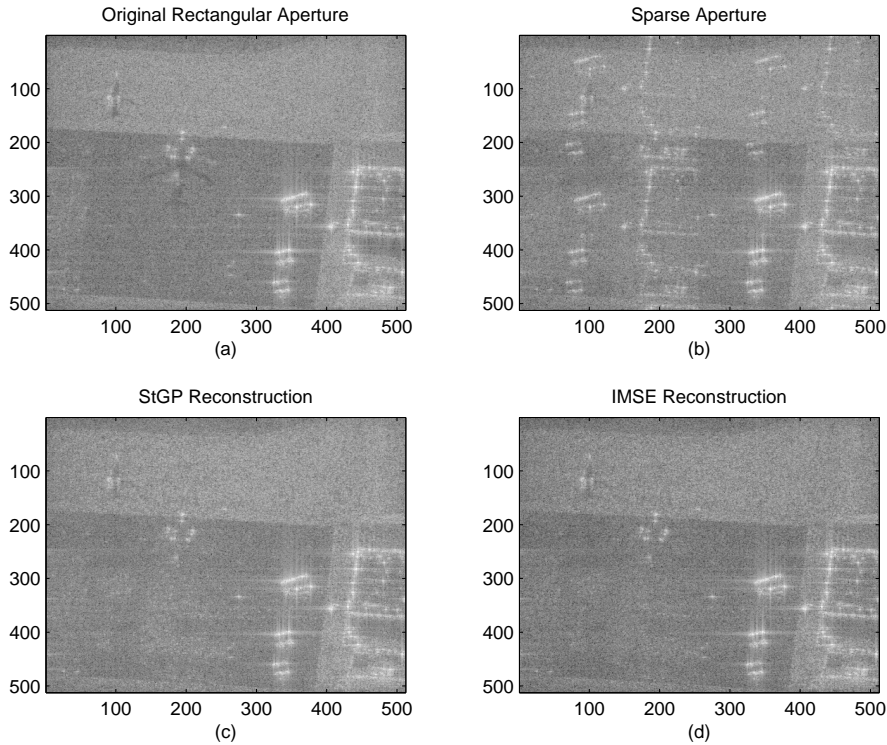 Original Rectangular Aperture
100
200
300
400
500
100 200 300 400 500
(a)
Sparse Aperture
100
200
300
400
500
100 200 300 400 500
(b)
StGP Reconstruction
100
200
300
400
500
100 200 300 400 500
(c)
IMSE Reconstruction
100
200
300
400
500
100 200 300 400 500
(d)